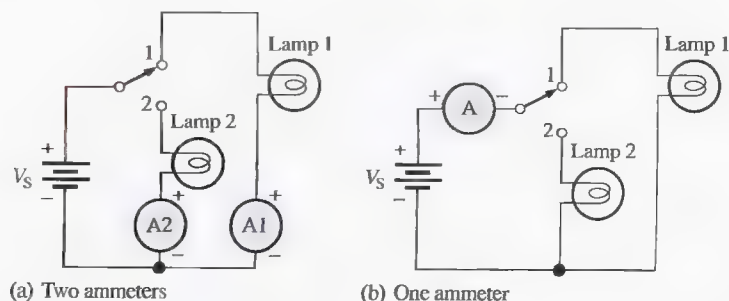 1
Lamp 1
2
Lamp 2
+
V_S
−
+
A2
−
+
A1
−
(a) Two ammeters
+
A
−
1
Lamp 1
2
Lamp 2
+
V_S
−
(b) One ammeter